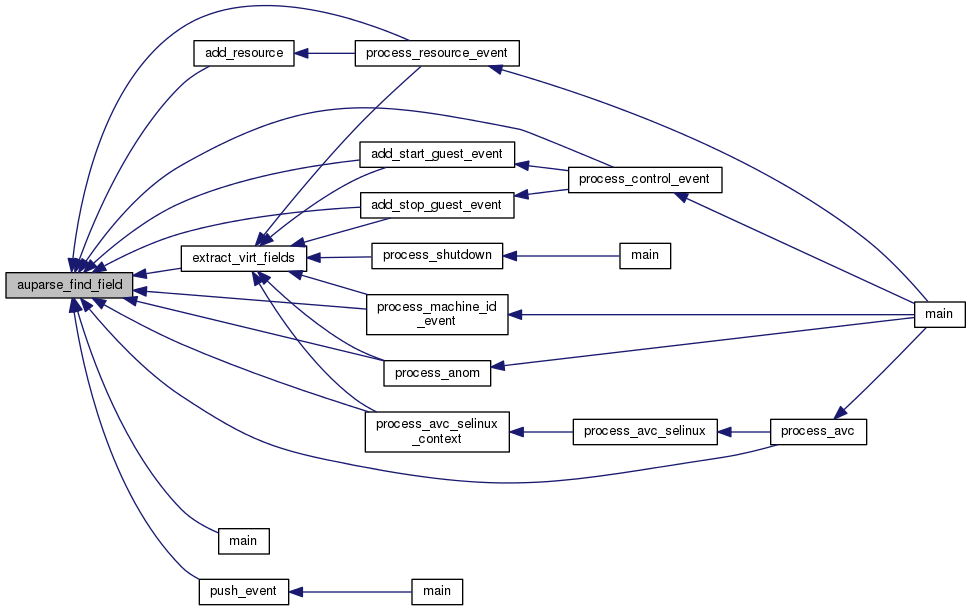 add_resource
process_resource_event
add_start_guest_event
process_control_event
add_stop_guest_event
extract_virt_fields
process_shutdown
main
auparse_find_field
process_machine_id
_event
main
process_anom
process_avc_selinux
_context
process_avc_selinux
process_avc
main
push_event
main